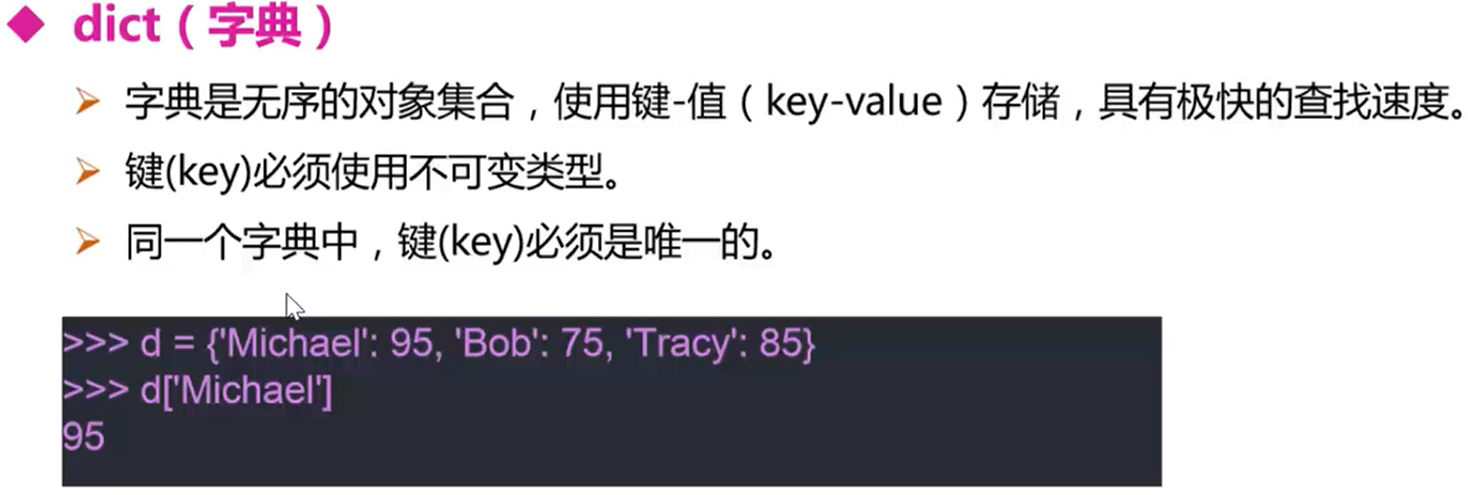 dict（字典）
字典是无序的对象集合，使用键-值（key-value）存储，具有极快的查找速度。
键(key)必须使用不可变类型。
同一个字典中，键(key)必须是唯一的。
>>> d = {'Michael': 95, 'Bob': 75, 'Tracy': 85}
>>> d['Michael']
95